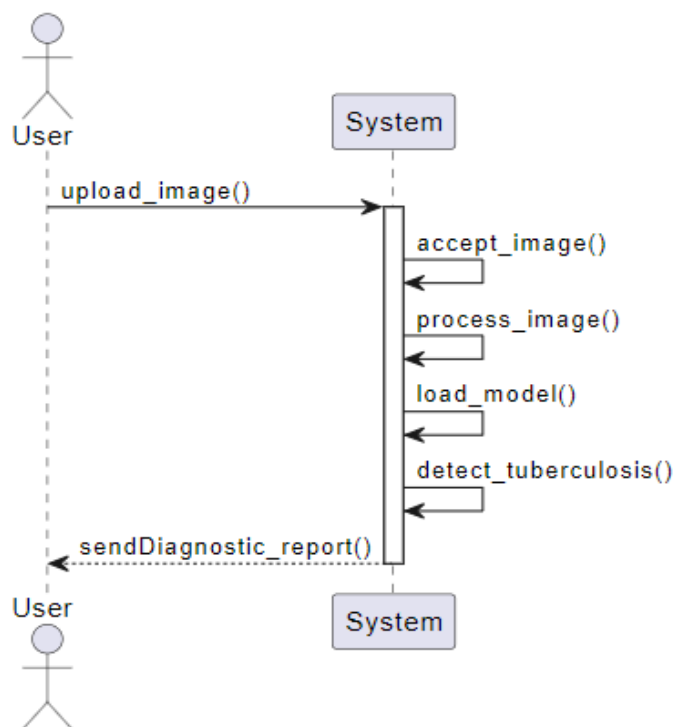 User
System
upload_image()
accept_image()
process_image()
load_model()
detect_tuberculosis()
sendDiagnostic_report()
User
System